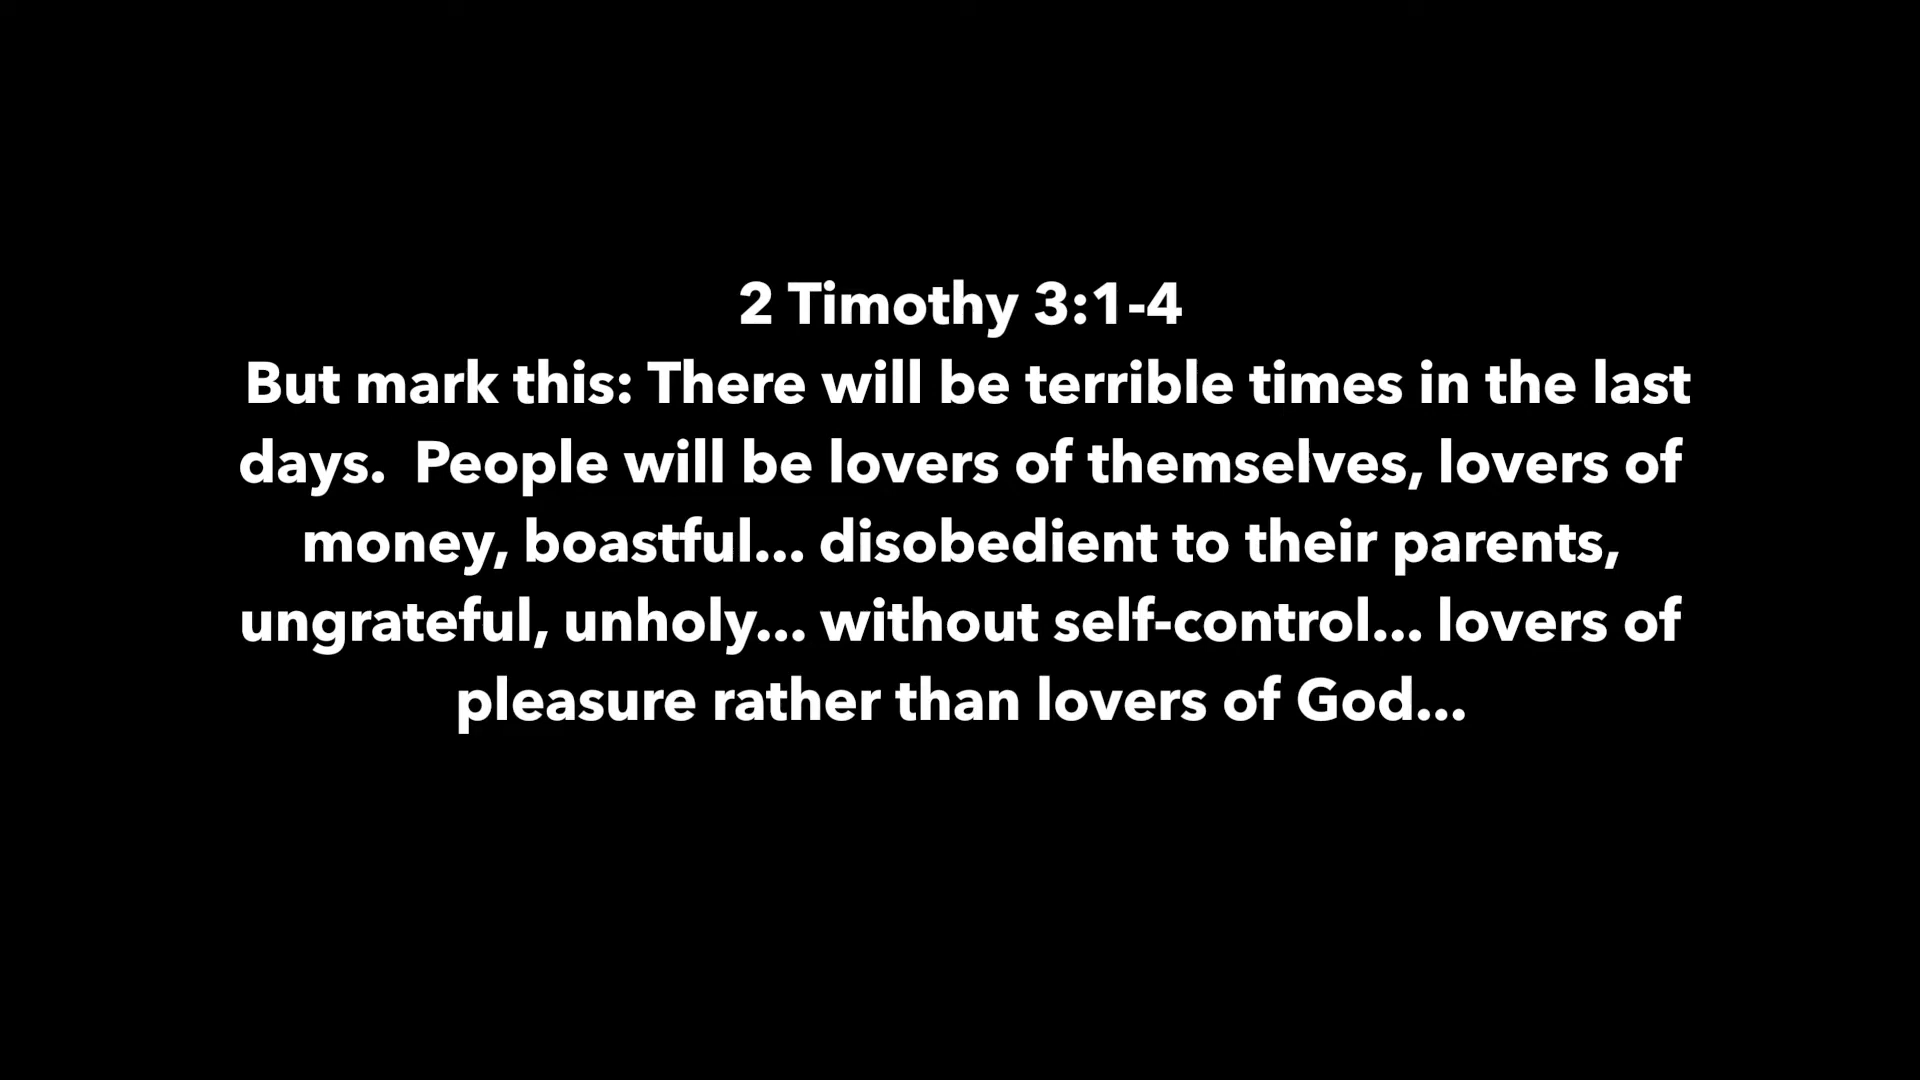 2 Timothy 3:1-4
But mark this: There will be terrible times in the last
days.  People will be lovers of themselves, lovers of
money, boastful... disobedient to their parents,
ungrateful, unholy... without self-control... lovers of
pleasure rather than lovers of God...